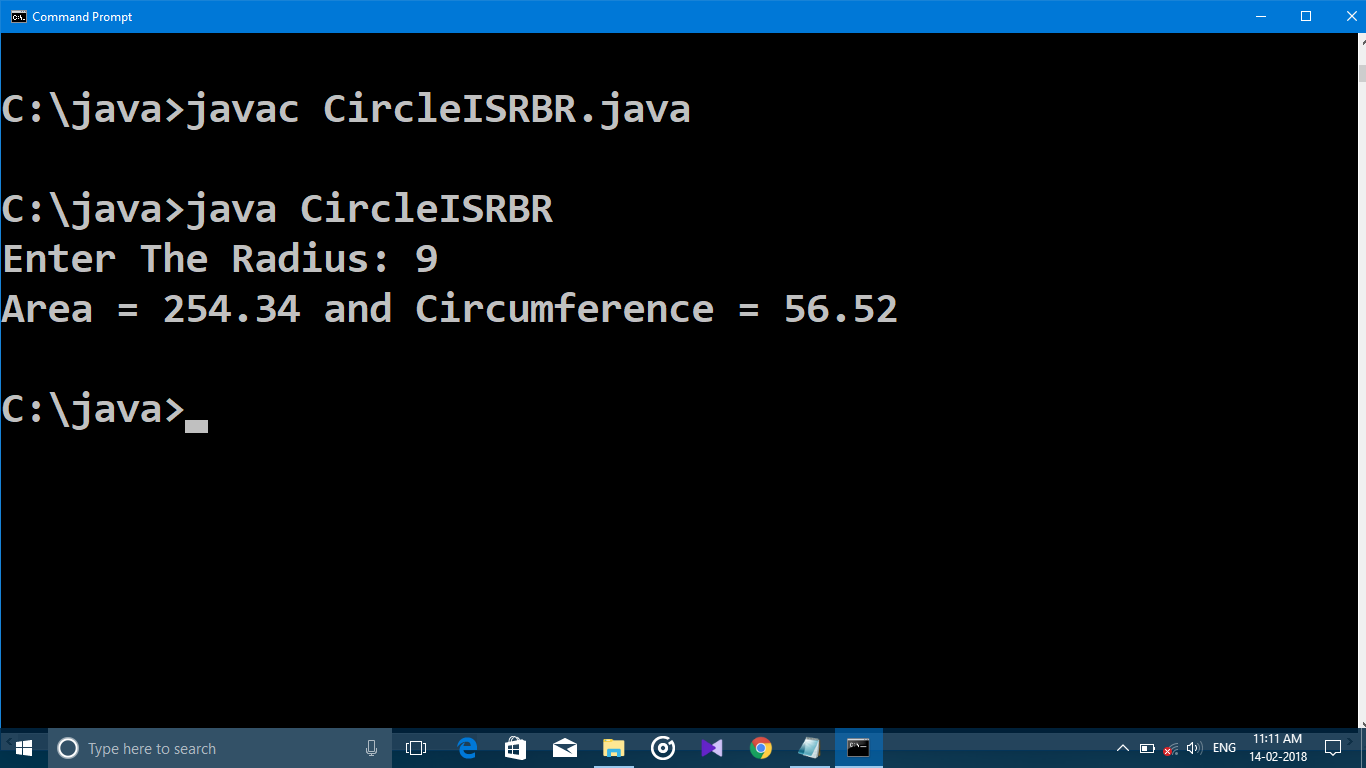 Command Prompt
C:\java>javac CircleISRBR.java
C:\java>java CircleISRBR
Enter The Radius: 9
Area = 254.34 and Circumference = 56.52
C:\java>
Type here to search
ENG
11:11 AM
14-02-2018